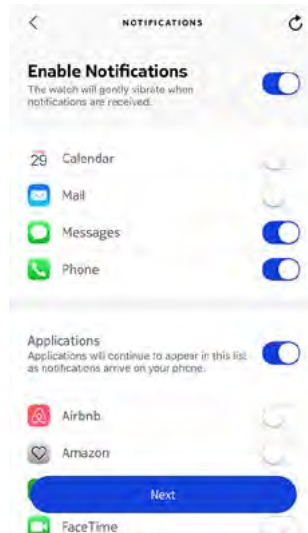 NOTIFICATIONS
Enable Notifications
The watch will gently vibrate when
notifications are received.
29 Calendar
Mail
Messages
Phone
Applications
Applications will continue to appear in this list
as notifications arrive on your phone.
Airbnb
Amazon
Next
FaceTime